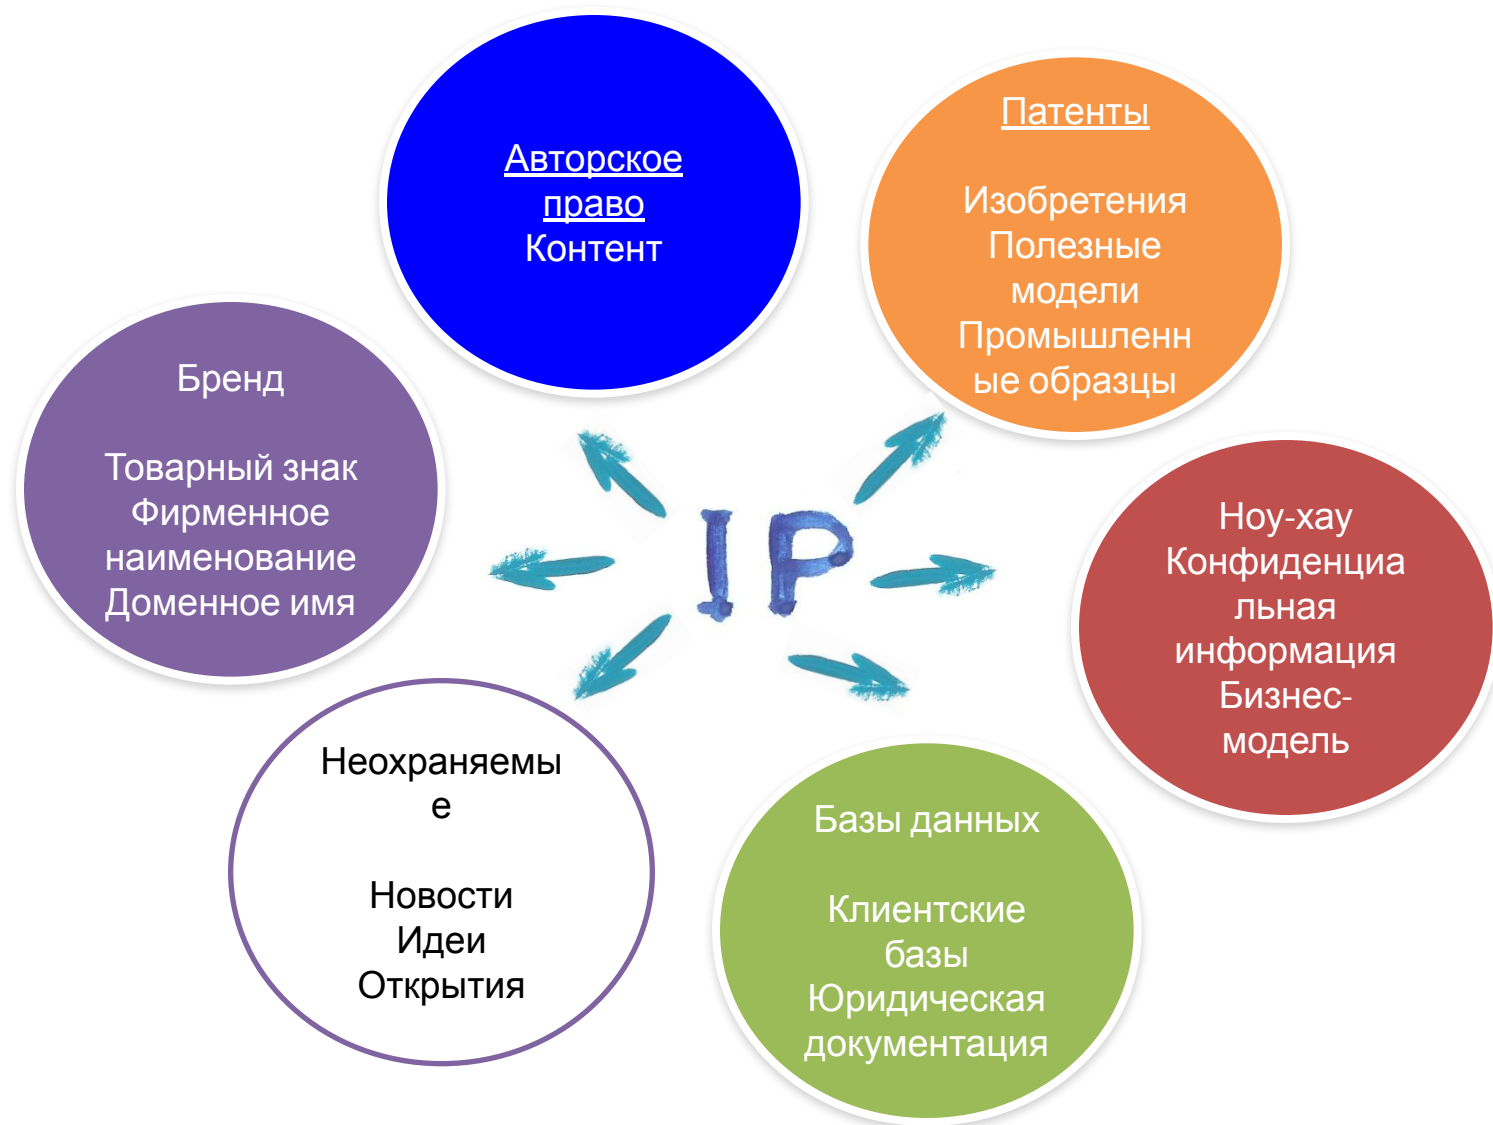 Авторское
право
Контент
Патенты
Изобретения
Полезные
модели
Промышленн
ые образцы
Бренд
Товарный знак
Фирменное
наименование
Доменное имя
IP
Ноу-хау
Конфиденциа
льная
информация
Бизнес-
модель
Неохраняемы
е
Новости
Идеи
Открытия
Базы данных
Клиентские
базы
Юридическая
документация